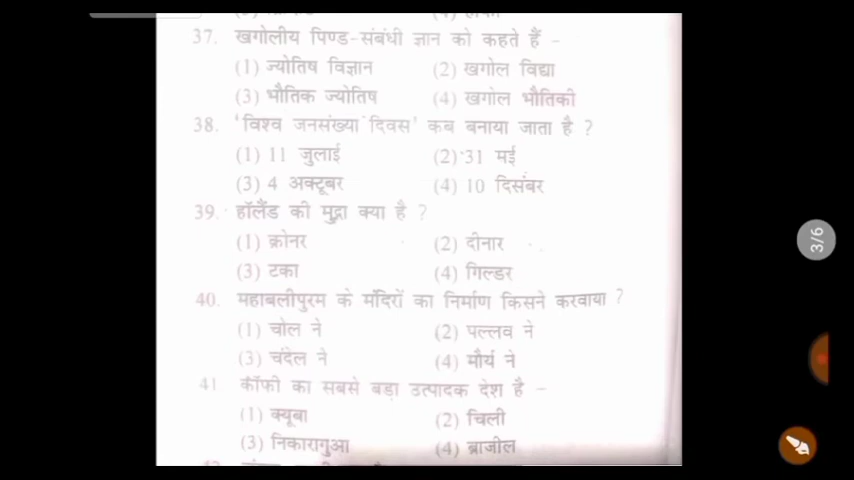 37. खगोलीय पिण्ड-संबंधी ज्ञान को कहते हैं -
(1) ज्योतिष विज्ञान (2) खगोल विद्या
(3) भौतिक ज्योतिष (4) खगोल भौतिकी
38. 'विश्व जनसंख्या दिवस' कब बनाया जाता है ?
(1) 11 जुलाई (2) 31 मई
(3) 4 अक्टूबर (4) 10 दिसंबर
39. हॉलैंड की मुद्रा क्या है ?
(1) क्रोनर (2) दीनार
(3) टका (4) गिल्डर
3/6
40. महाबलीपुरम के मंदिरों का निर्माण किसने करवाया ?
(1) चोल ने (2) पल्लव ने
(3) चंदेल ने (4) मौर्य ने
41 कॉफी का सबसे बड़ा उत्पादक देश है -
(1) क्यूबा (2) चिली
(3) निकारागुआ (4) ब्राजील